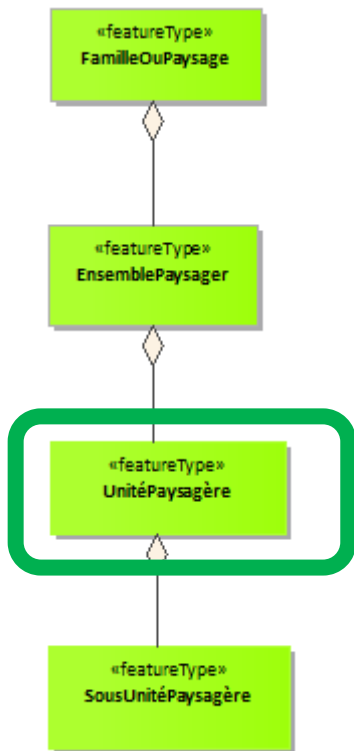 «featureType»
FamilleOuPaysage
«featureType»
EnsemblePaysager
«featureType»
UnitéPaysagère
«featureType»
SousUnitéPaysagère